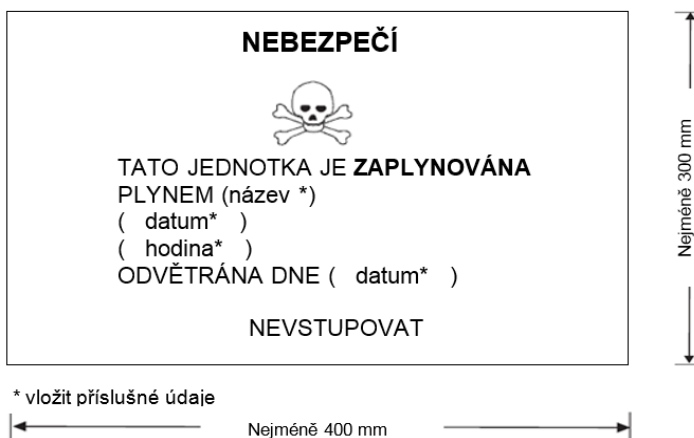 NEBEZPEČÍ
TATO JEDNOTKA JE ZAPLYNOVÁNA
PLYNEM (název *)
( datum* )
( hodina* )
ODVĚTRÁNA DNE ( datum* )
NEVSTUPOVAT
Nejméně 300 mm
* vložit příslušné údaje
Nejméně 400 mm